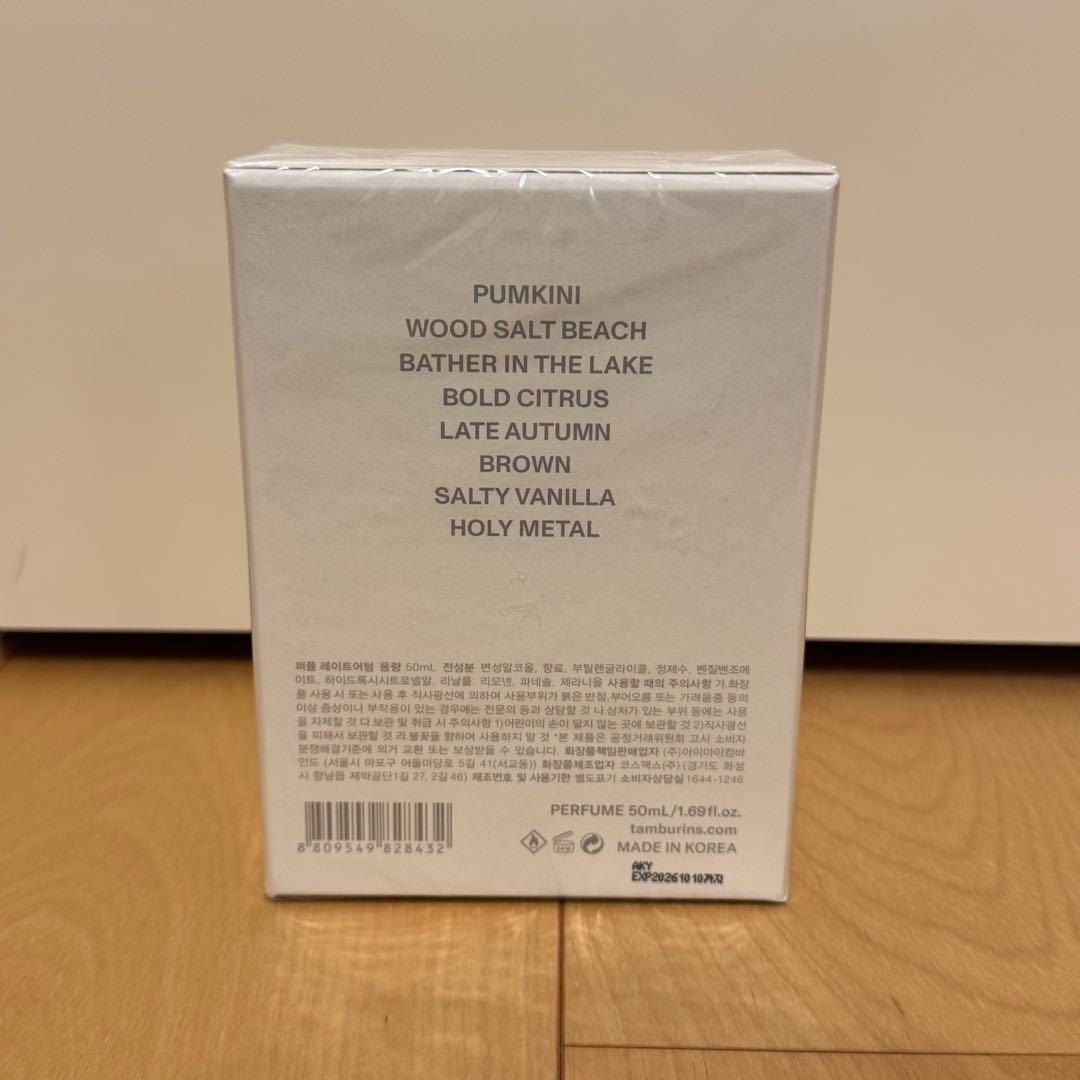 PUMKINI
WOOD SALT BEACH
BATHER IN THE LAKE
BOLD CITRUS
LATE AUTUMN
BROWN
SALTY VANILLA
HOLY METAL
퍼퓸 레이트어텀 용량 50mL 전성분 변성알코올, 향료, 부틸렌글라이콜, 정제수, 벤질벤조에
이트, 하이드록시시트로넬알, 리날룰, 리모넨, 파네솔, 제라니올 사용할 때의 주의사항 가.화장
품 사용 시 또는 사용 후 직사광선에 의하여 사용부위가 붉은 반점,부어오름 또는 가려움증 등의
이상 증상이나 부작용이 있는 경우에는 전문의 등과 상담할 것 나.상처가 있는 부위 등에는 사용
을 자제할 것 다.보관 및 취급 시 주의사항 1)어린이의 손이 닿지 않는 곳에 보관할 것 2)직사광선
을 피해서 보관할 것 라.불꽃을 향하여 사용하지 말 것 *본 제품은 공정거래위원회 고시 소비자
분쟁해결기준에 의거 교환 또는 보상받을 수 있습니다. 화장품책임판매업자 (주)아이아이컴바
인드 (서울시 마포구 어울마당로 5길 41(서교동)) 화장품제조업자 코스맥스(주)(경기도 화성
시 향남읍 제약공단1길 27, 2길 46) 제조번호 및 사용기한 별도표기 소비자상담실 1644-1246
PERFUME 50mL/1.69fl.oz.
tamburins.com
MADE IN KOREA
24M
8 809549 828432
AKY
EXP20261010까지